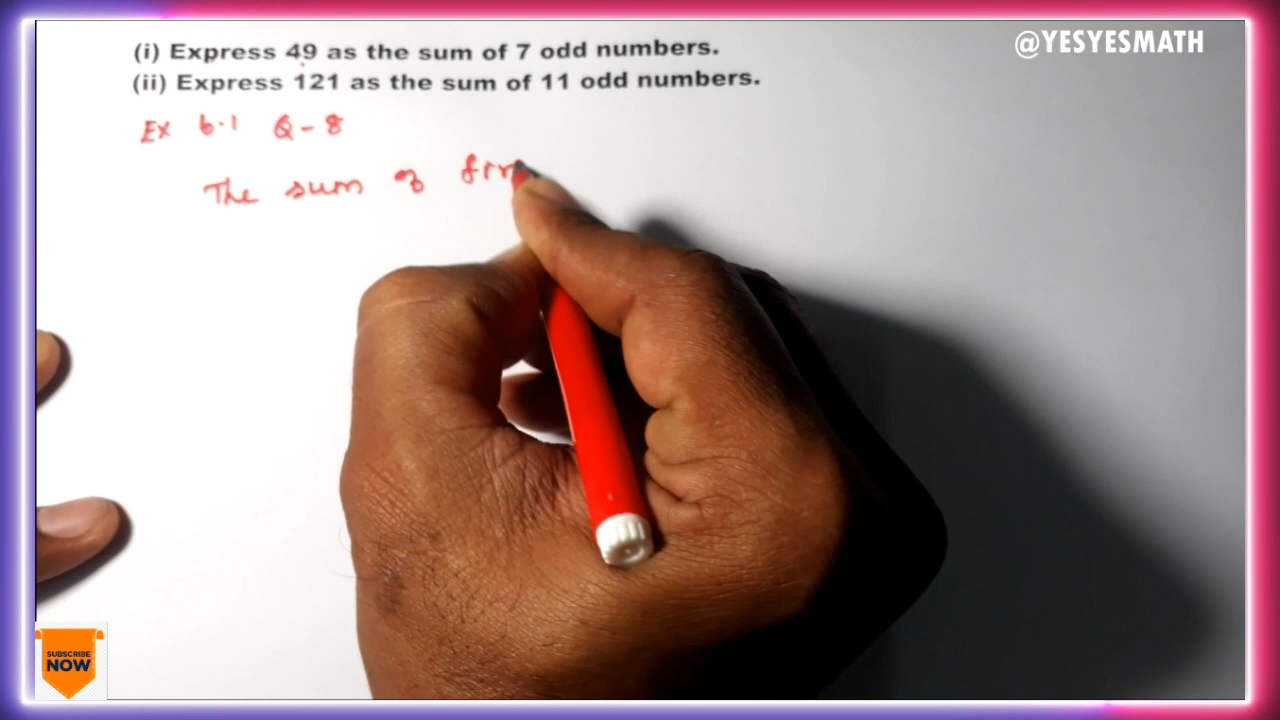 @YESYESMATH
(i) Express 49 as the sum of 7 odd numbers.
(ii) Express 121 as the sum of 11 odd numbers.
Ex 6.1 Q-8
The sum of fir
SUBSCRIBE
NOW